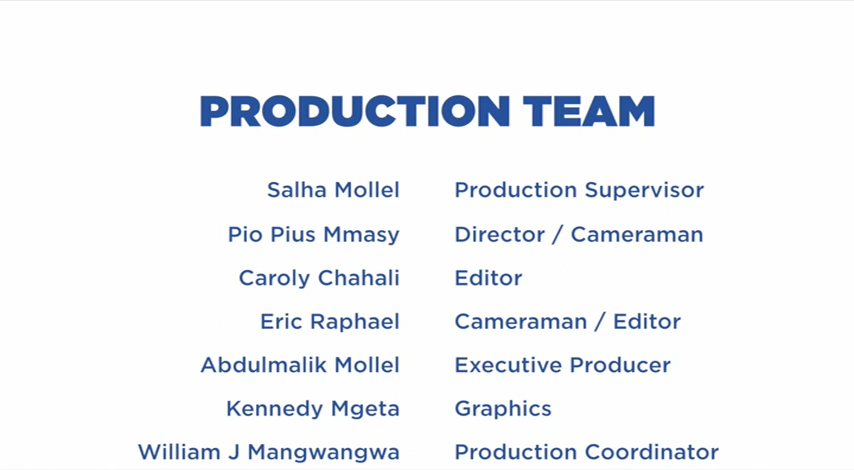 PRODUCTION TEAM
Salha Mollel Production Supervisor
Pio Pius Mmasy Director / Cameraman
Caroly Chahali Editor
Eric Raphael Cameraman / Editor
Abdulmalik Mollel Executive Producer
Kennedy Mgeta Graphics
William J Mangwangwa Production Coordinator